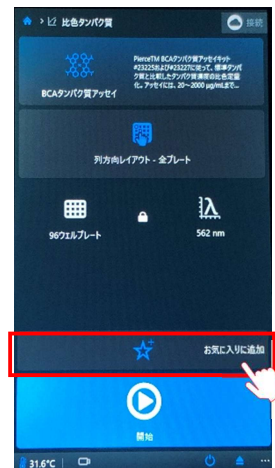 > 比色タンパク質
接続
BCAタンパク質アッセイ
PierceTM BCAタンパク質アッセイキット
#23225および#23227に従って、標準タンパ
ク質と比較したタンパク質濃度の比色定量
化。アッセイには、20～2000 µg/mLまで...
列方向レイアウト - 全プレート
96ウェルプレート
562 nm
お気に入りに追加
開始
31.6°C